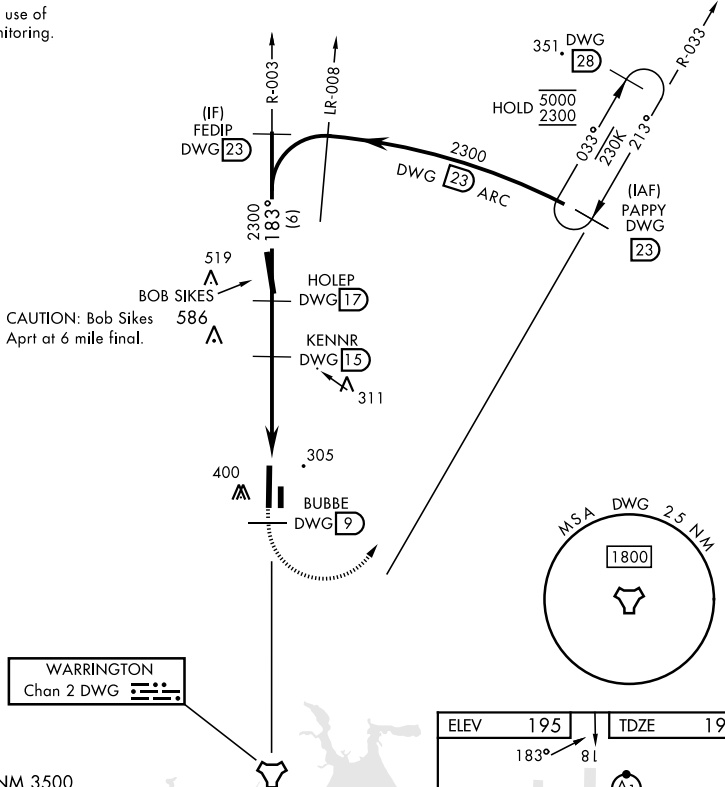 use of
nitoring.
R-003
LR-008
R-033
351 DWG 28
HOLD 5000 2300
033°
230K
213°
(IF)
FEDIP
DWG 23
2300
DWG 23 ARC
(IAF)
PAPPY
DWG
23
2300
183°
(6)
519
BOB SIKES
HOLEP
DWG 17
CAUTION: Bob Sikes 586
Aprt at 6 mile final.
KENNR
DWG 15
311
305
400
BUBBE
DWG 9
MSA DWG 25 NM
1800
WARRINGTON
Chan 2 DWG
ELEV 195 TDZE 19
183° 18
NM 3500